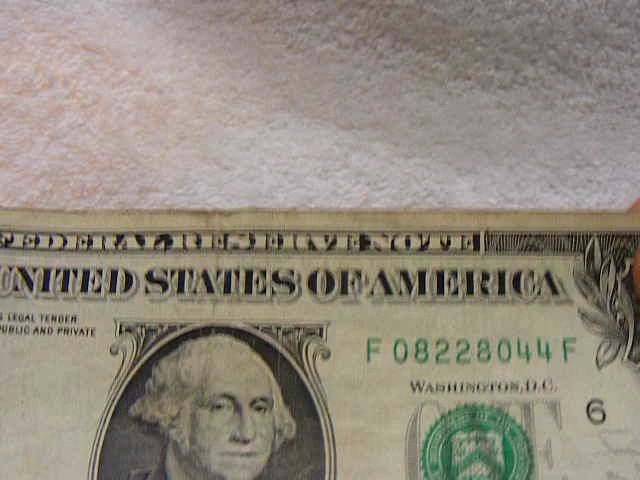 FEDERAL RESERVE NOTE
UNITED STATES OF AMERICA
LEGAL TENDER
PUBLIC AND PRIVATE
F 08228044 F
WASHINGTON, D.C.
6